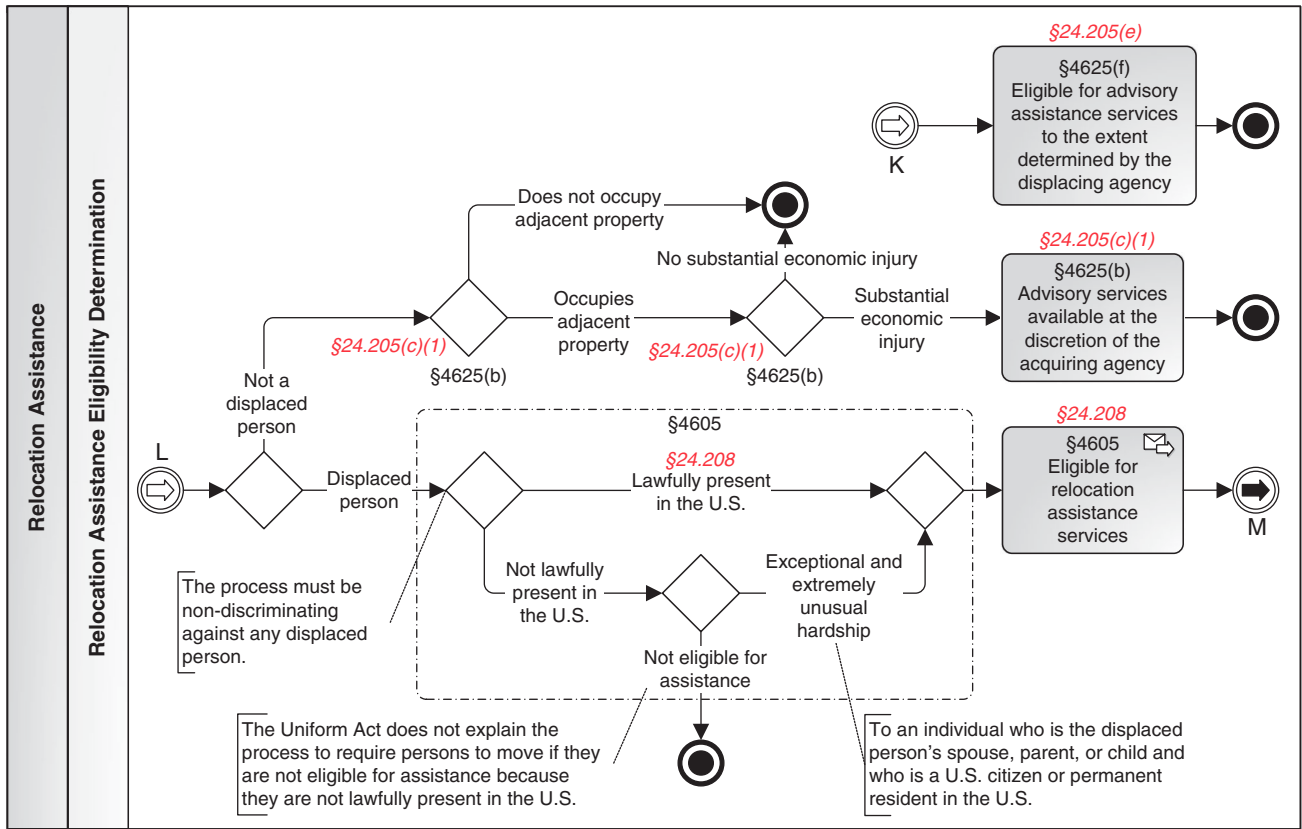 Relocation Assistance
Relocation Assistance Eligibility Determination
§24.205(e)
§4625(f)
Eligible for advisory
assistance services
to the extent
determined by the
displacing agency
K
Does not occupy
adjacent property
No substantial economic injury
§24.205(c)(1)
§4625(b)
Advisory services
available at the
discretion of the
acquiring agency
Occupies
adjacent
property
Substantial
economic
injury
§24.205(c)(1)
§4625(b)
§24.205(c)(1)
§4625(b)
Not a
displaced
person
L
Displaced
person
§4605
§24.208
Lawfully present
in the U.S.
§24.208
§4605
Eligible for
relocation
assistance
services
M
Not lawfully
present in
the U.S.
Exceptional and
extremely
unusual
hardship
Not eligible for
assistance
The process must be
non-discriminating
against any displaced
person.
The Uniform Act does not explain the
process to require persons to move if they
are not eligible for assistance because
they are not lawfully present in the U.S.
To an individual who is the displaced
person's spouse, parent, or child and
who is a U.S. citizen or permanent
resident in the U.S.